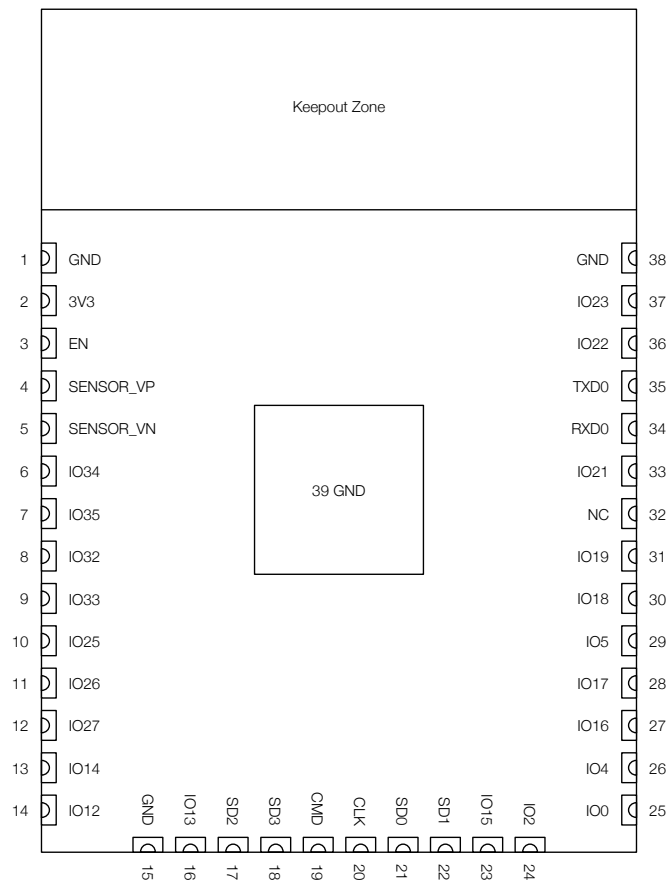 Keepout Zone
1 GND
2 3V3
3 EN
4 SENSOR_VP
5 SENSOR_VN
6 IO34
7 IO35
8 IO32
9 IO33
10 IO25
11 IO26
12 IO27
13 IO14
14 IO12
39 GND
GND 38
IO23 37
IO22 36
TXD0 35
RXD0 34
IO21 33
NC 32
IO19 31
IO18 30
IO5 29
IO17 28
IO16 27
IO4 26
IO0 25
GND 15
IO13 16
SD2 17
SD3 18
CMD 19
CLK 20
SD0 21
SD1 22
IO15 23
IO2 24